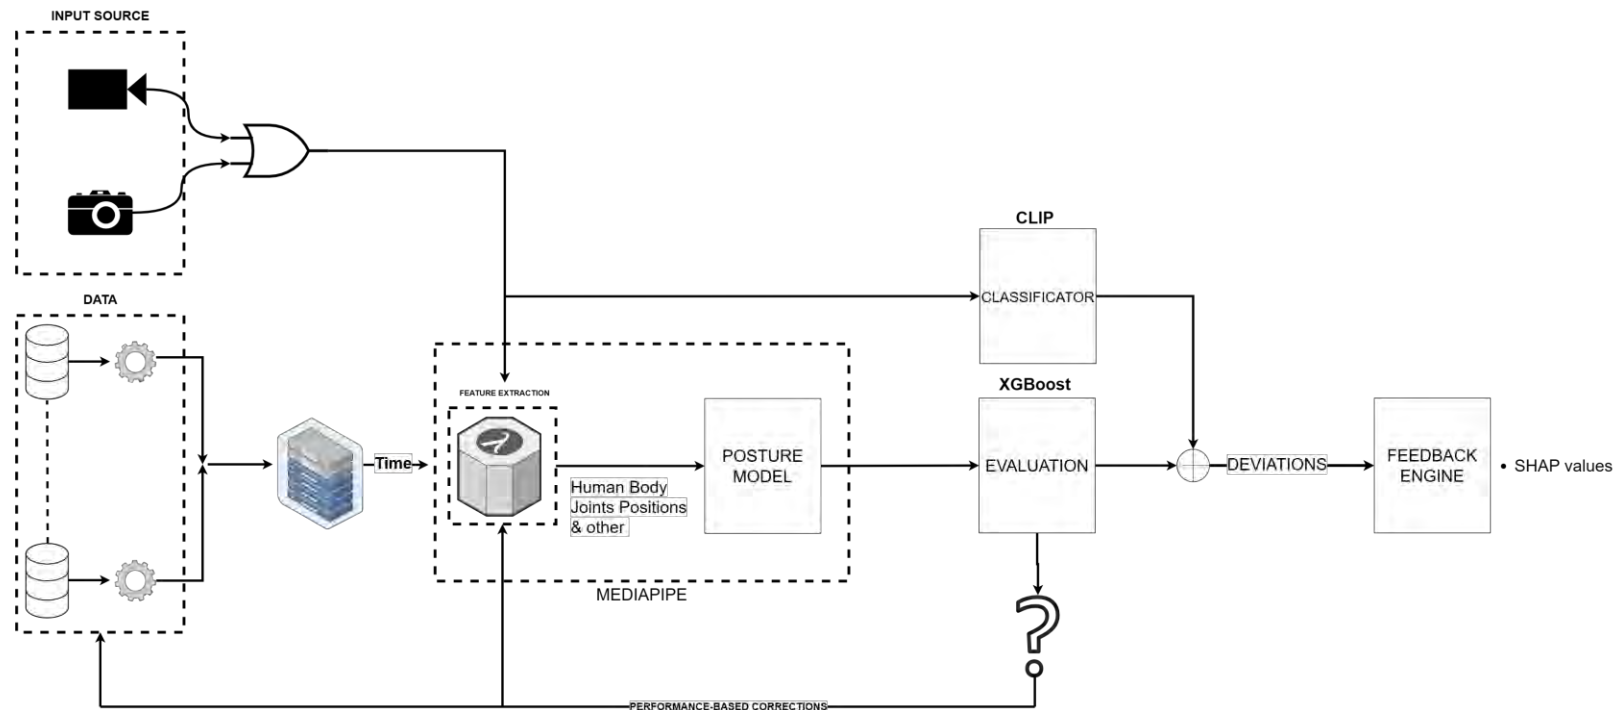 INPUT SOURCE
CLIP
CLASSIFICATOR
DATA
FEATURE EXTRACTION
XGBoost
Time
λ
Human Body
Joints Positions
& other
POSTURE
MODEL
EVALUATION
DEVIATIONS
FEEDBACK
ENGINE
• SHAP values
MEDIAPIPE
?
PERFORMANCE-BASED CORRECTIONS